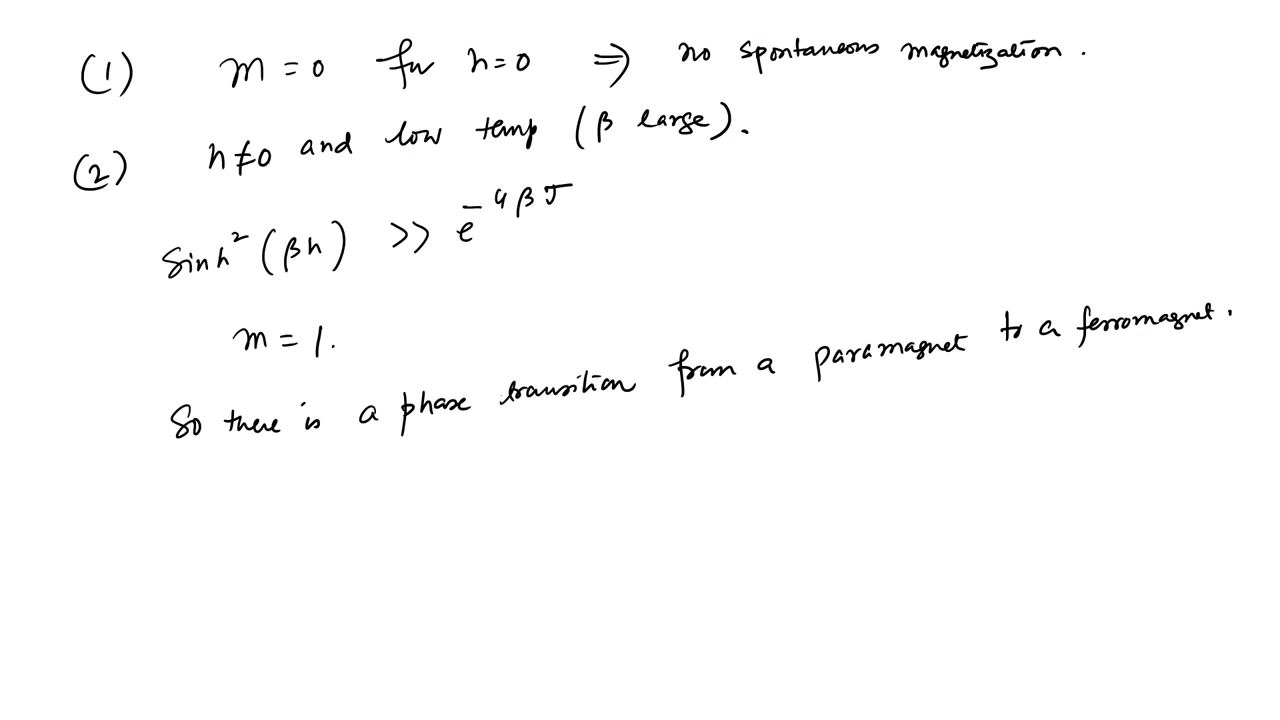 (1) m = 0 for h = 0 ⇒ no spontaneous magnetization.
(2) h ≠ 0 and low temp (β large).
sinh²(βh) >> e^{-4βJ}
m = 1.
So there is a phase transition from a paramagnet to a ferromagnet.